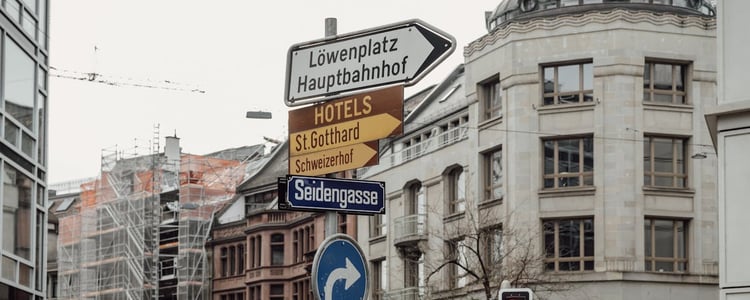 Löwenplatz
Hauptbahnhof
HOTELS
St.Gotthard
Schweizerhof
Seidengasse